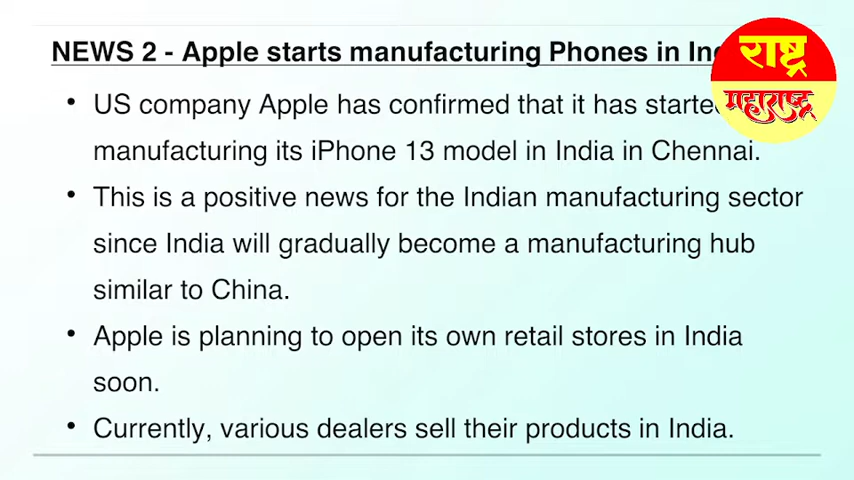 NEWS 2 - Apple starts manufacturing Phones in
राष्ट्र
महाराष्ट्र
• US company Apple has confirmed that it has started
manufacturing its iPhone 13 model in India in Chennai.
• This is a positive news for the Indian manufacturing sector
since India will gradually become a manufacturing hub
similar to China.
• Apple is planning to open its own retail stores in India
soon.
• Currently, various dealers sell their products in India.